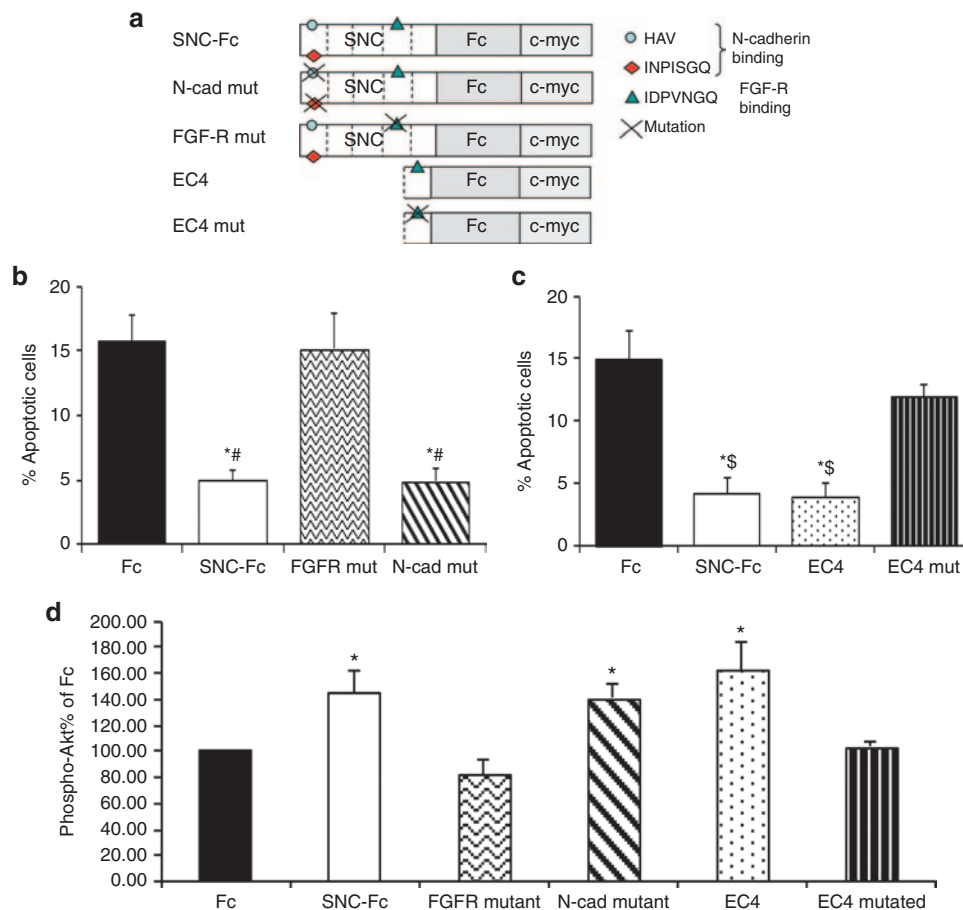 a
SNC-Fc SNC Fc c-myc
N-cad mut SNC Fc c-myc
FGF-R mut SNC Fc c-myc
EC4 Fc c-myc
EC4 mut Fc c-myc
HAV
INPISGQ
N-cadherin
binding
IDPVNGQ
FGF-R
binding
Mutation
b
% Apoptotic cells
20
15
10
5
0
*#
*#
Fc SNC-Fc FGFR mut N-cad mut
c
% Apoptotic cells
20
15
10
5
0
*$
*$
Fc SNC-Fc EC4 EC4 mut
d
Phospho-Akt% of Fc
200.00
180.00
160.00
140.00
120.00
100.00
80.00
60.00
40.00
20.00
0.00
*
*
*
Fc SNC-Fc FGFR mutant N-cad mutant EC4 EC4 mutated